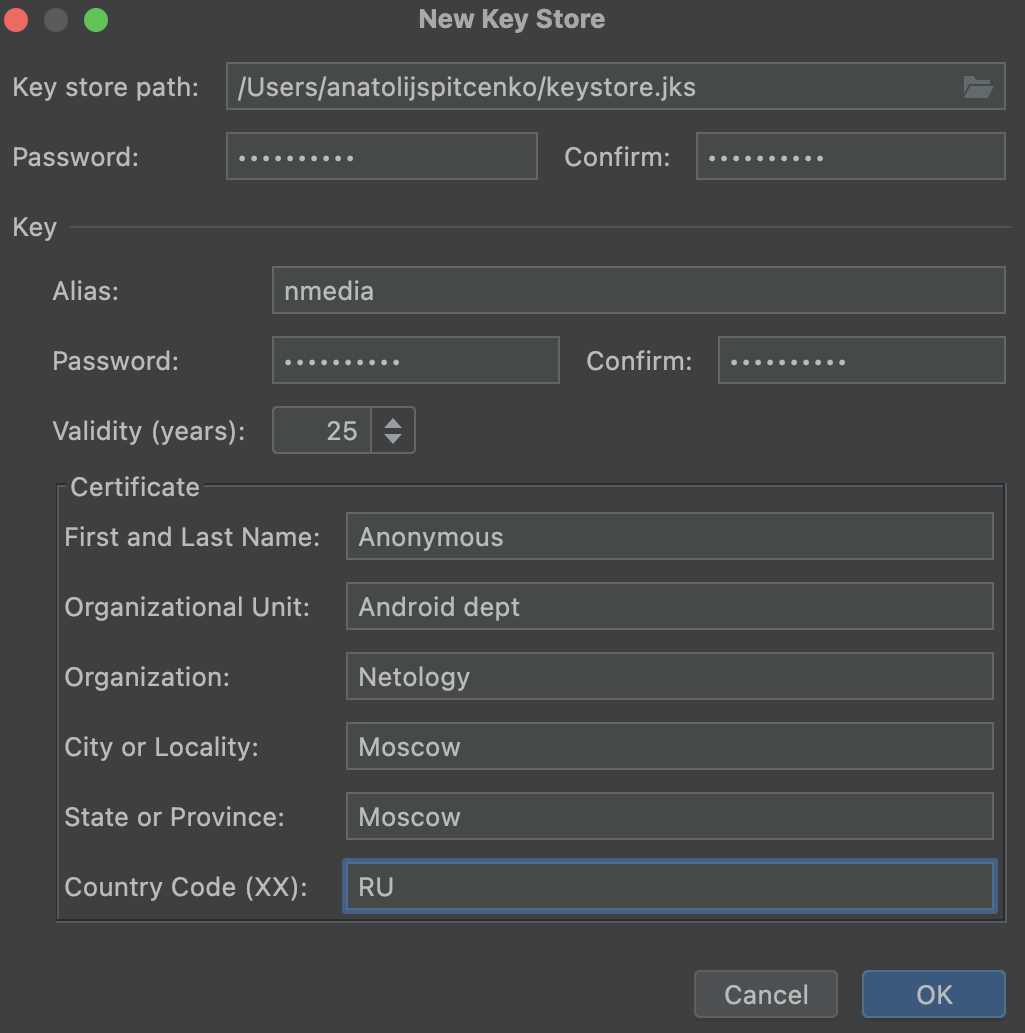 New Key Store
Key store path: /Users/anatolijspitcenko/keystore.jks
Password: •••••••••• Confirm: ••••••••••
Key
Alias: nmedia
Password: •••••••••• Confirm: ••••••••••
Validity (years): 25
Certificate
First and Last Name: Anonymous
Organizational Unit: Android dept
Organization: Netology
City or Locality: Moscow
State or Province: Moscow
Country Code (XX): RU
Cancel OK